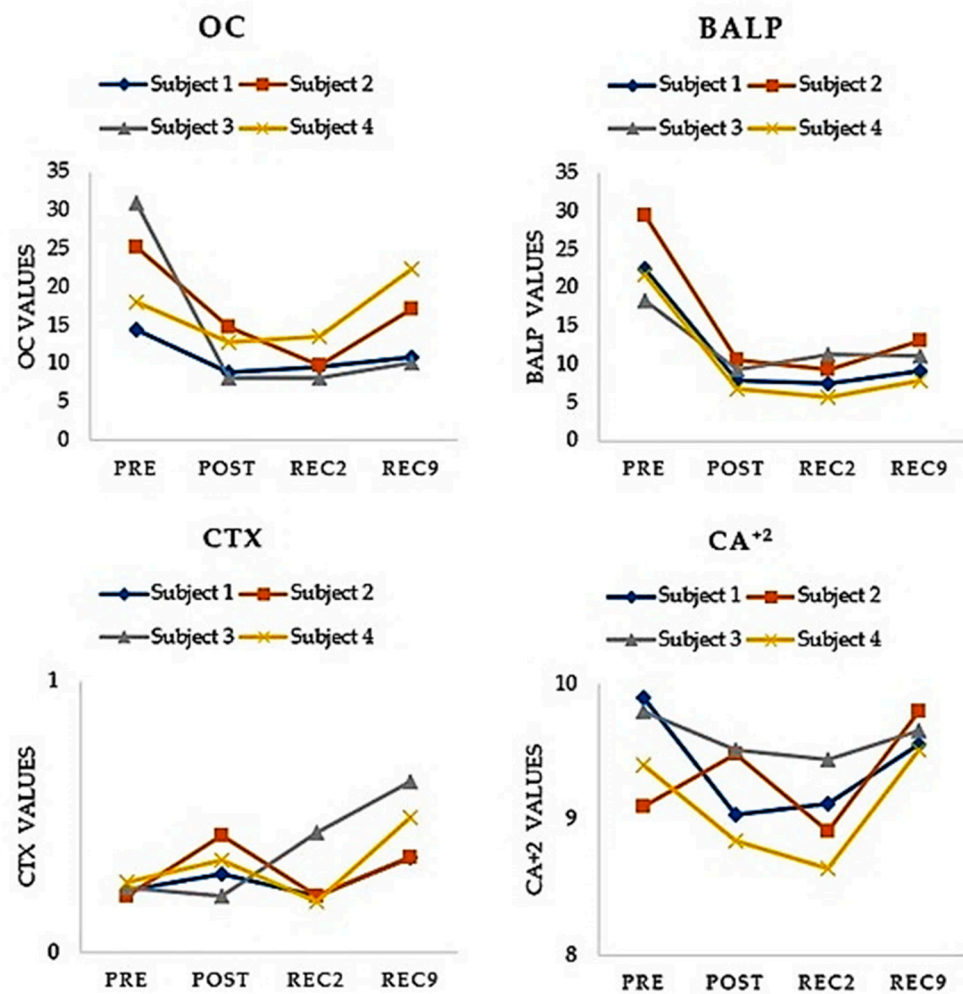 OC
Subject 1 Subject 2
Subject 3 Subject 4
35
30
25
20
15
10
5
0
OC VALUES
PRE POST REC2 REC9
BALP
Subject 1 Subject 2
Subject 3 Subject 4
35
30
25
20
15
10
5
0
BALP VALUES
PRE POST REC2 REC9
CTX
Subject 1 Subject 2
Subject 3 Subject 4
1
0
CTX VALUES
PRE POST REC2 REC9
CA⁺²
Subject 1 Subject 2
Subject 3 Subject 4
10
9
8
CA+2 VALUES
PRE POST REC2 REC9